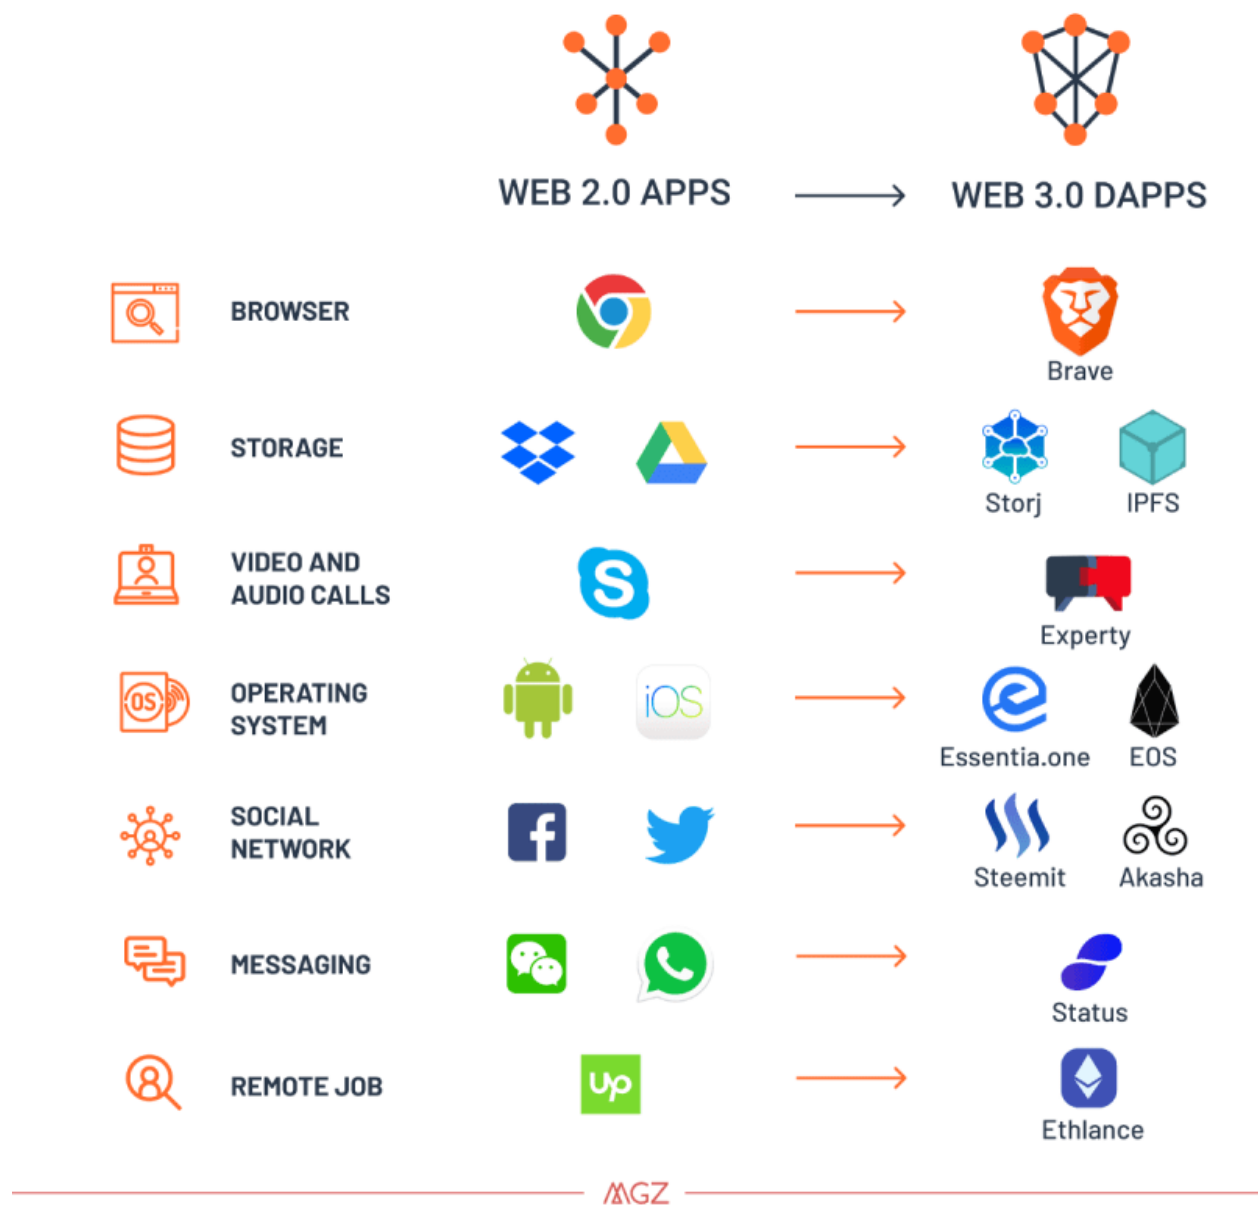 WEB 2.0 APPS
WEB 3.0 DAPPS
BROWSER
Brave
STORAGE
Storj
IPFS
VIDEO AND
AUDIO CALLS
S
Experty
OS
OPERATING
SYSTEM
iOS
Essentia.one
EOS
SOCIAL
NETWORK
f
Steemit
Akasha
MESSAGING
Status
REMOTE JOB
Up
Ethlance
MGZ